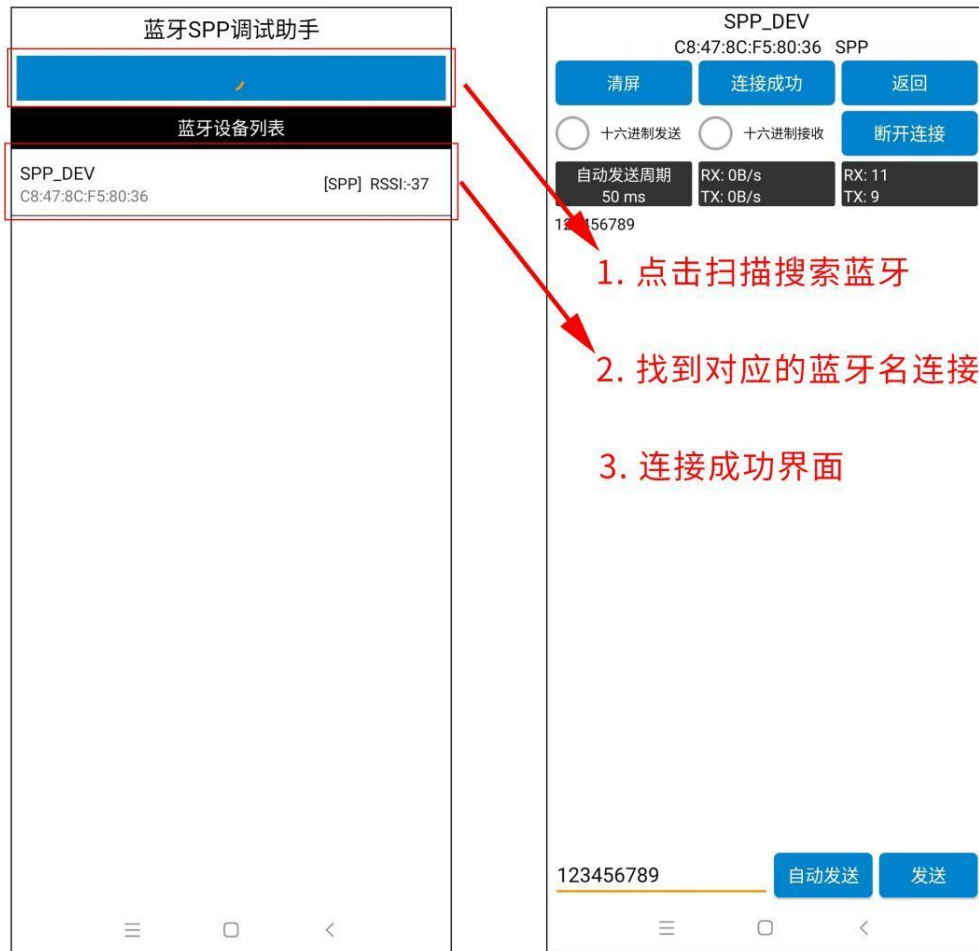 蓝牙SPP调试助手
蓝牙设备列表
SPP_DEV
C8:47:8C:F5:80:36
[SPP] RSSI:-37
SPP_DEV
C8:47:8C:F5:80:36 SPP
清屏 连接成功 返回
十六进制发送 十六进制接收 断开连接
自动发送周期
50 ms
RX: 0B/s
TX: 0B/s
RX: 11
TX: 9
123456789
1. 点击扫描搜索蓝牙
2. 找到对应的蓝牙名连接
3. 连接成功界面
123456789 自动发送 发送